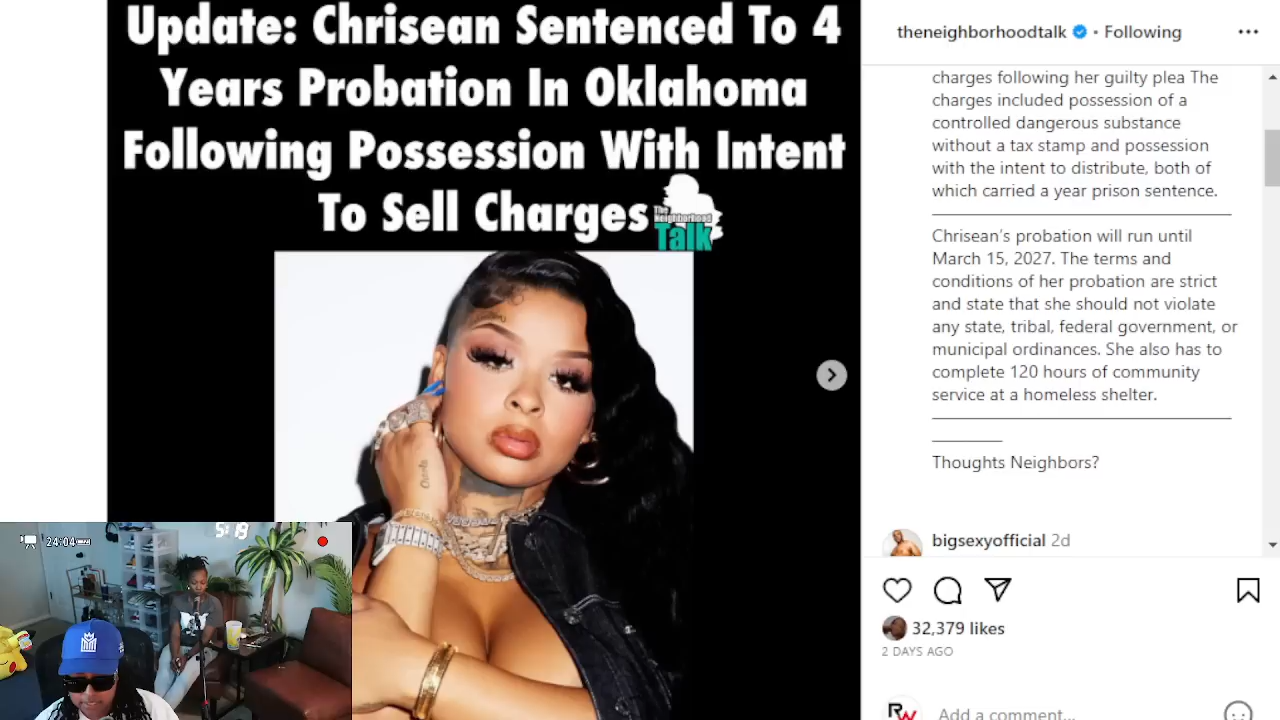 Update: Chrisean Sentenced To 4
Years Probation In Oklahoma
Following Possession With Intent
To Sell Charges
The
Neighborhood
Talk
theneighborhoodtalk • Following
charges following her guilty plea The
charges included possession of a
controlled dangerous substance
without a tax stamp and possession
with the intent to distribute, both of
which carried a year prison sentence.
Chrisean’s probation will run until
March 15, 2027. The terms and
conditions of her probation are strict
and state that she should not violate
any state, tribal, federal government, or
municipal ordinances. She also has to
complete 120 hours of community
service at a homeless shelter.
Thoughts Neighbors?
bigsexyofficial 2d
32,379 likes
2 DAYS AGO
RW
Add a comment...
24:04
5:18